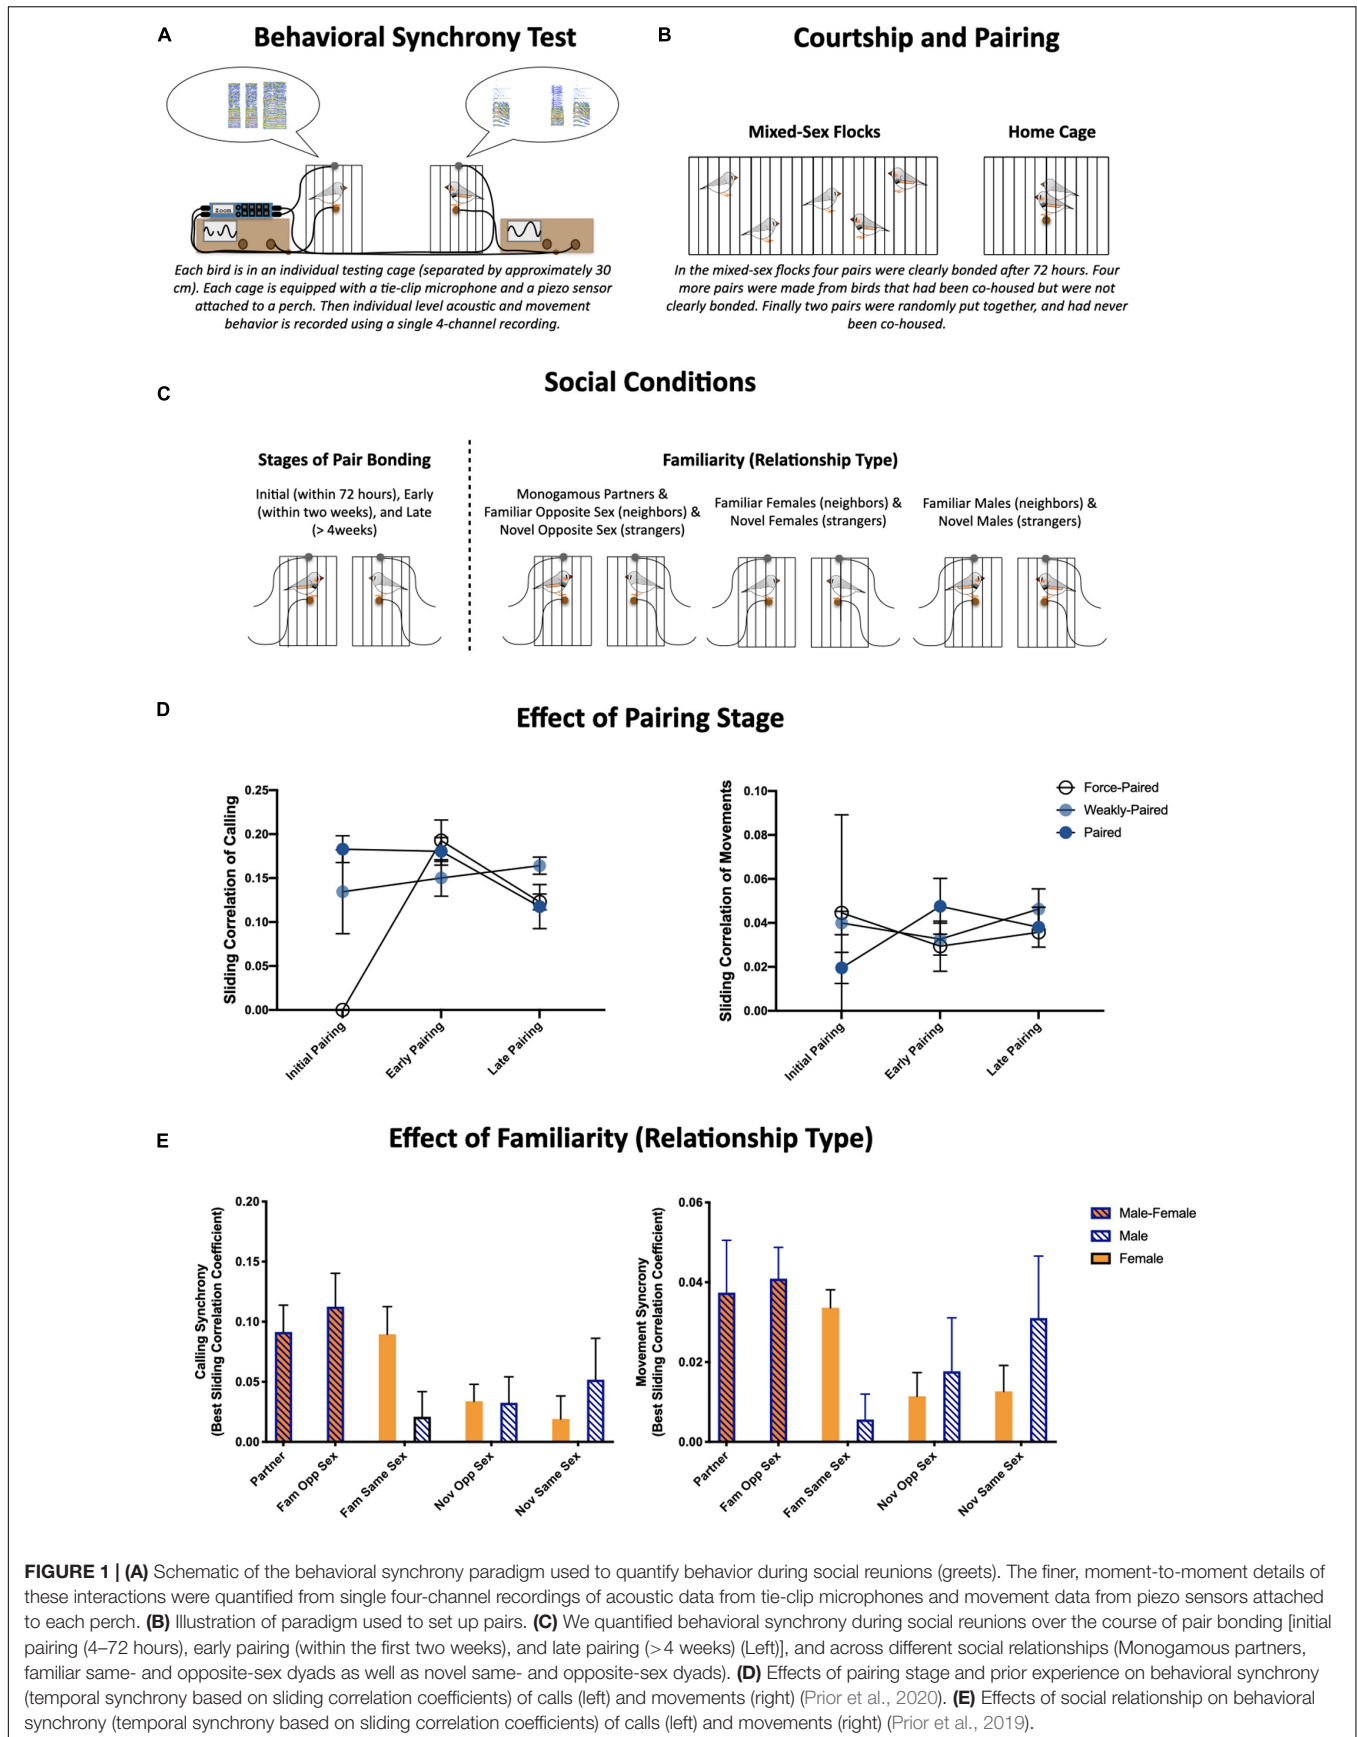 A
Behavioral Synchrony Test
Zoom
Each bird is in an individual testing cage (separated by approximately 30
cm). Each cage is equipped with a tie-clip microphone and a piezo sensor
attached to a perch. Then individual level acoustic and movement
behavior is recorded using a single 4-channel recording.
B
Courtship and Pairing
Mixed-Sex Flocks
Home Cage
In the mixed-sex flocks four pairs were clearly bonded after 72 hours. Four
more pairs were made from birds that had been co-housed but were not
clearly bonded. Finally two pairs were randomly put together, and had never
been co-housed.
C
Social Conditions
Stages of Pair Bonding
Initial (within 72 hours), Early
(within two weeks), and Late
(> 4weeks)
Familiarity (Relationship Type)
Monogamous Partners &
Familiar Opposite Sex (neighbors) &
Novel Opposite Sex (strangers)
Familiar Females (neighbors) &
Novel Females (strangers)
Familiar Males (neighbors) &
Novel Males (strangers)
D
Effect of Pairing Stage
Sliding Correlation of Calling
0.25
0.20
0.15
0.10
0.05
0.00
Initial Pairing
Early Pairing
Late Pairing
Sliding Correlation of Movements
0.10
0.08
0.06
0.04
0.02
0.00
Initial Pairing
Early Pairing
Late Pairing
Force-Paired
Weakly-Paired
Paired
E
Effect of Familiarity (Relationship Type)
Calling Synchrony
(Best Sliding Correlation Coefficient)
0.20
0.15
0.10
0.05
0.00
Partner
Fam Opp Sex
Fam Same Sex
Nov Opp Sex
Nov Same Sex
Movement Syncrony
(Best Sliding Correlation Coefficient)
0.06
0.04
0.02
0.00
Partner
Fam Opp Sex
Fam Same Sex
Nov Opp Sex
Nov Same Sex
Male-Female
Male
Female
FIGURE 1 | (A) Schematic of the behavioral synchrony paradigm used to quantify behavior during social reunions (greets). The finer, moment-to-moment details of
these interactions were quantified from single four-channel recordings of acoustic data from tie-clip microphones and movement data from piezo sensors attached
to each perch. (B) Illustration of paradigm used to set up pairs. (C) We quantified behavioral synchrony during social reunions over the course of pair bonding [initial
pairing (4–72 hours), early pairing (within the first two weeks), and late pairing (>4 weeks) (Left)], and across different social relationships (Monogamous partners,
familiar same- and opposite-sex dyads as well as novel same- and opposite-sex dyads). (D) Effects of pairing stage and prior experience on behavioral synchrony
(temporal synchrony based on sliding correlation coefficients) of calls (left) and movements (right) (Prior et al., 2020). (E) Effects of social relationship on behavioral
synchrony (temporal synchrony based on sliding correlation coefficients) of calls (left) and movements (right) (Prior et al., 2019).